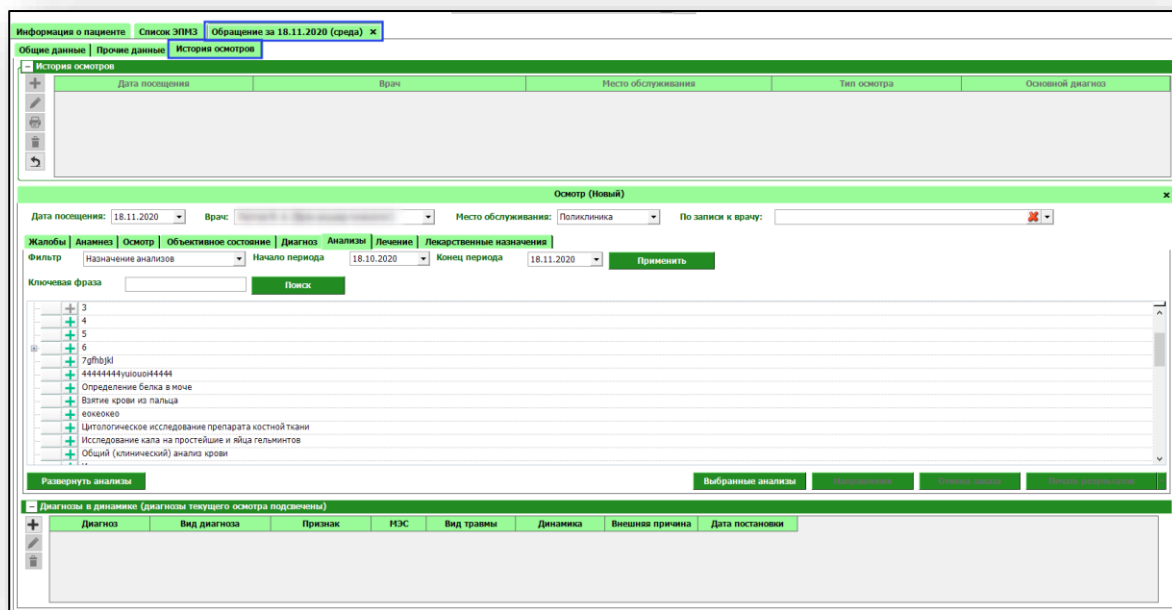 Информация о пациенте Список ЭПМЗ Обращение за 18.11.2020 (среда) ×
Общие данные Прочие данные История осмотров
История осмотров
Дата посещения Врач Место обслуживания Тип осмотра Основной диагноз
Осмотр (Новый) ×
Дата посещения: 18.11.2020 Врач: Место обслуживания: Поликлиника По записи к врачу:
Жалобы Анамнез Осмотр Объективное состояние Диагноз Анализы Лечение Лекарственные назначения
Фильтр Назначение анализов Начало периода 18.10.2020 Конец периода 18.11.2020 Применить
Ключевая фраза Поиск
3
4
5
6
7gfhbjkl
44444444yuiouoi44444
Определение белка в моче
Взятие крови из пальца
еокеокео
Цитологическое исследование препарата костной ткани
Исследование кала на простейшие и яйца гельминтов
Общий (клинический) анализ крови
Развернуть анализы Выбранные анализы
Диагнозы в динамике (диагнозы текущего осмотра подсвечены)
Диагноз Вид диагноза Признак МЭС Вид травмы Динамика Внешняя причина Дата постановки